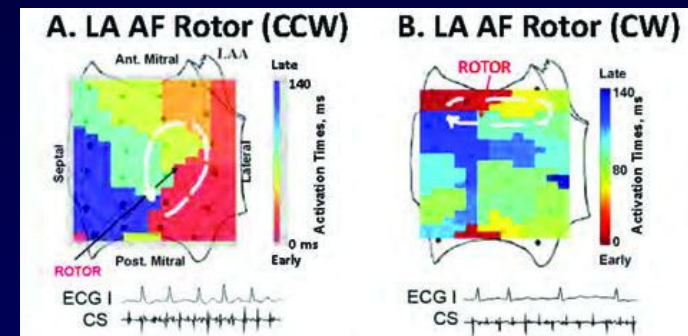 A. LA AF Rotor (CCW)
Ant. Mitral
LAA
Late
140
Septal
Lateral
Activation Times, ms
0 ms
Early
Post. Mitral
ROTOR
ECG I
CS
B. LA AF Rotor (CW)
ROTOR
Late
140
80
0
Activation Times, ms
Early
ECG I
CS